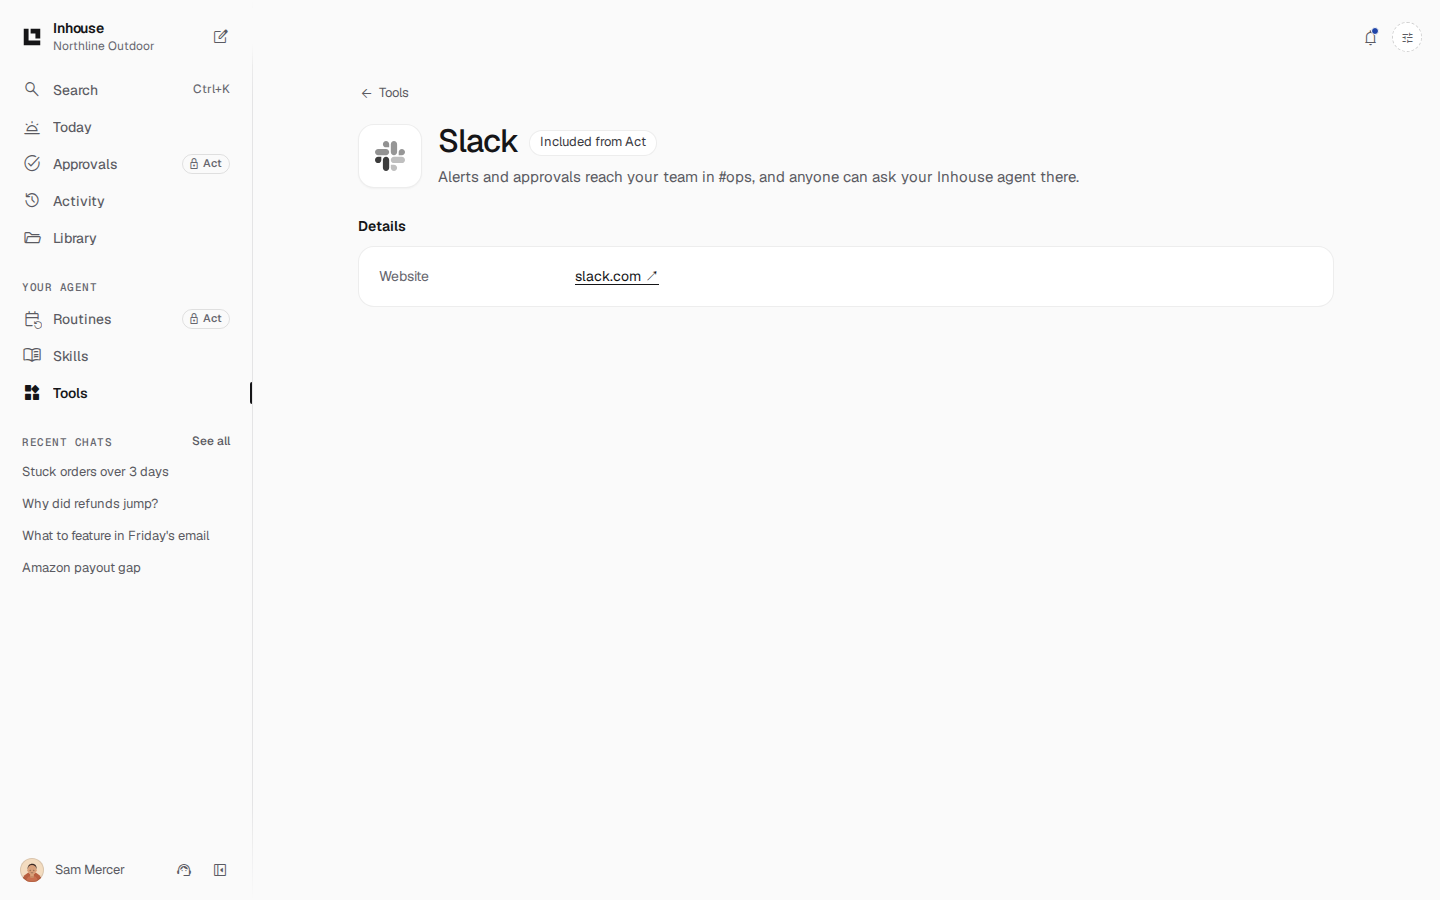 Inhouse
Northline Outdoor
Search Ctrl+K
Today
Approvals Act
Activity
Library
YOUR AGENT
Routines Act
Skills
Tools
RECENT CHATS See all
Stuck orders over 3 days
Why did refunds jump?
What to feature in Friday's email
Amazon payout gap
Sam Mercer
← Tools
Slack Included from Act
Alerts and approvals reach your team in #ops, and anyone can ask your Inhouse agent there.
Details
Website slack.com ↗